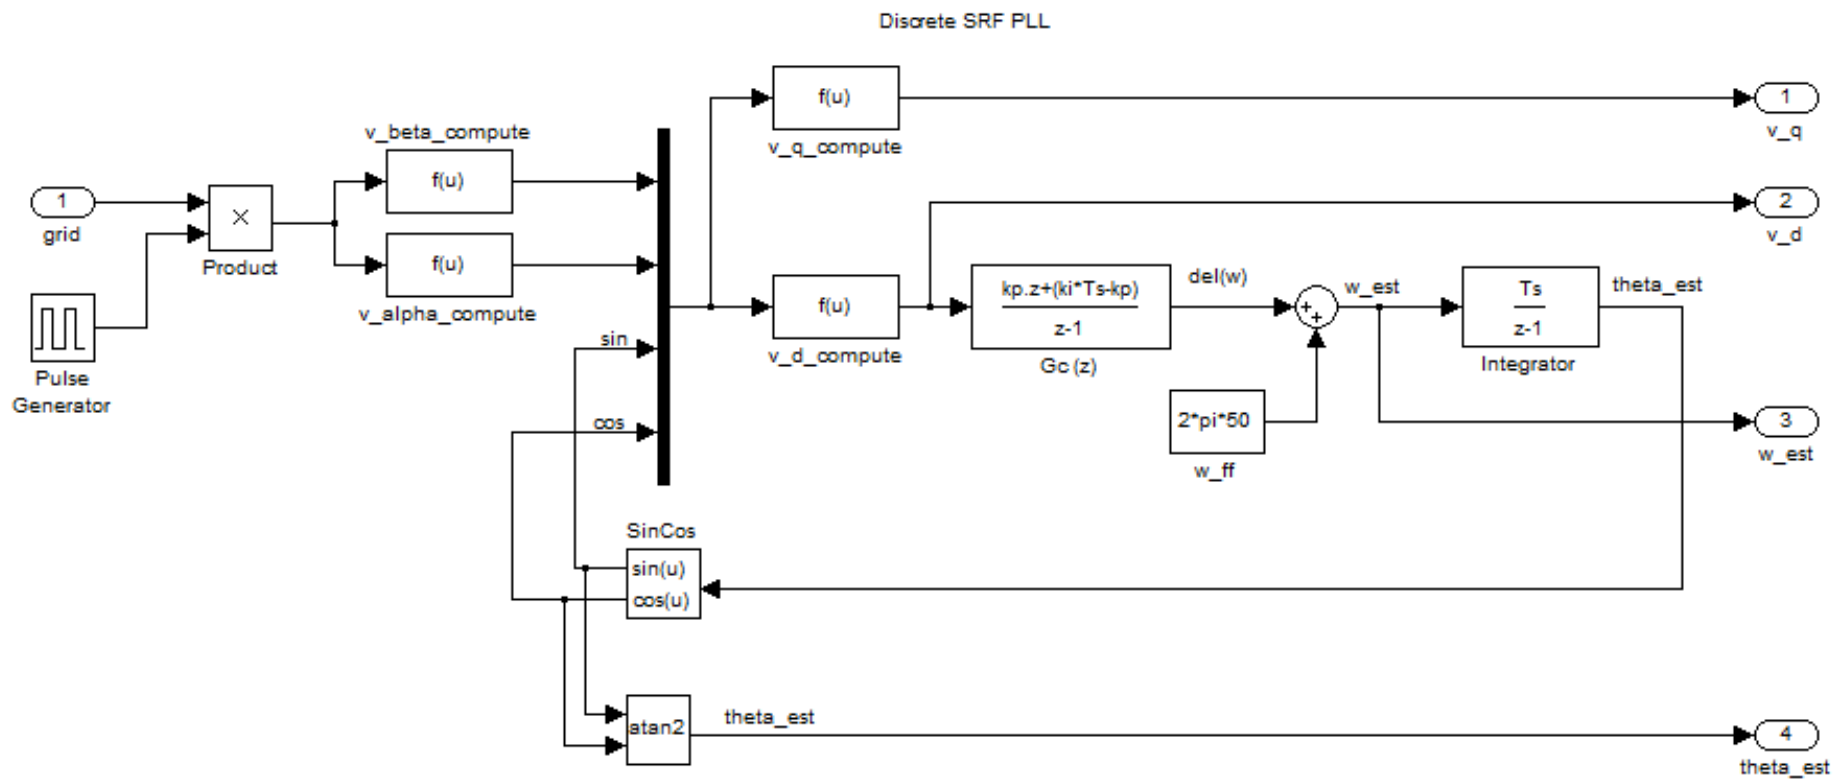 Discrete SRF PLL
f(u)
v_q_compute
1
v_q
v_beta_compute
f(u)
1
grid
×
Product
f(u)
v_alpha_compute
2
v_d
Pulse
Generator
sin
cos
f(u)
v_d_compute
kp.z+(ki*Ts-kp)
z-1
Gc (z)
del(w)
+
+
w_est
Ts
z-1
Integrator
theta_est
2*pi*50
w_ff
3
w_est
SinCos
sin(u)
cos(u)
atan2
theta_est
4
theta_est